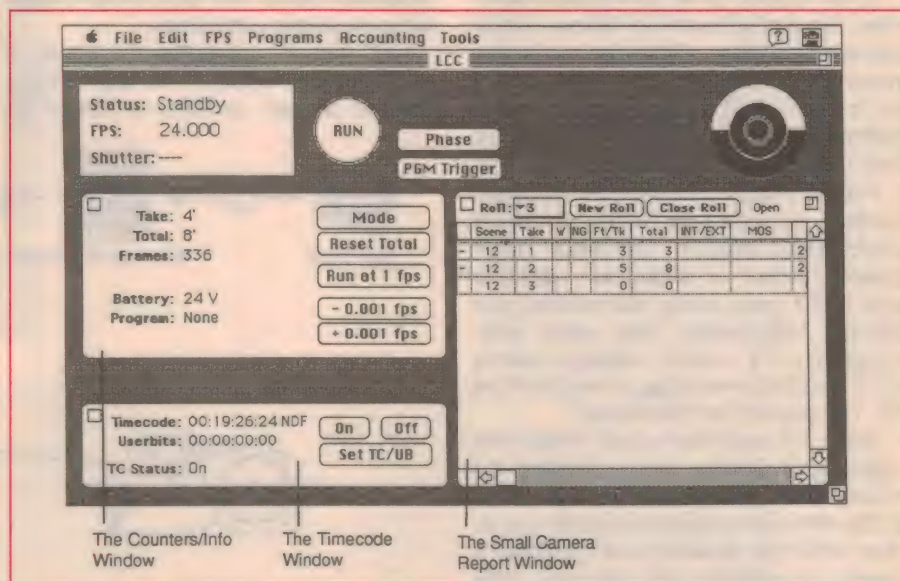 File Edit FPS Programs Accounting Tools
LCC
Status: Standby
FPS: 24.000
Shutter: ----
RUN
Phase
PGM Trigger
Take: 4'
Total: 8'
Frames: 336
Battery: 24 V
Program: None
Mode
Reset Total
Run at 1 fps
- 0.001 fps
+ 0.001 fps
Timecode: 00:19:26:24 NDF
Userbits: 00:00:00:00
TC Status: On
On Off
Set TC/UB
Roll: 3 New Roll Close Roll Open
Scene Take W NG Ft/Tk Total INT/EXT MOS
- 12 1 3 3 2
- 12 2 5 8 2
12 3 0 0
The Counters/Info
Window
The Timecode
Window
The Small Camera
Report Window